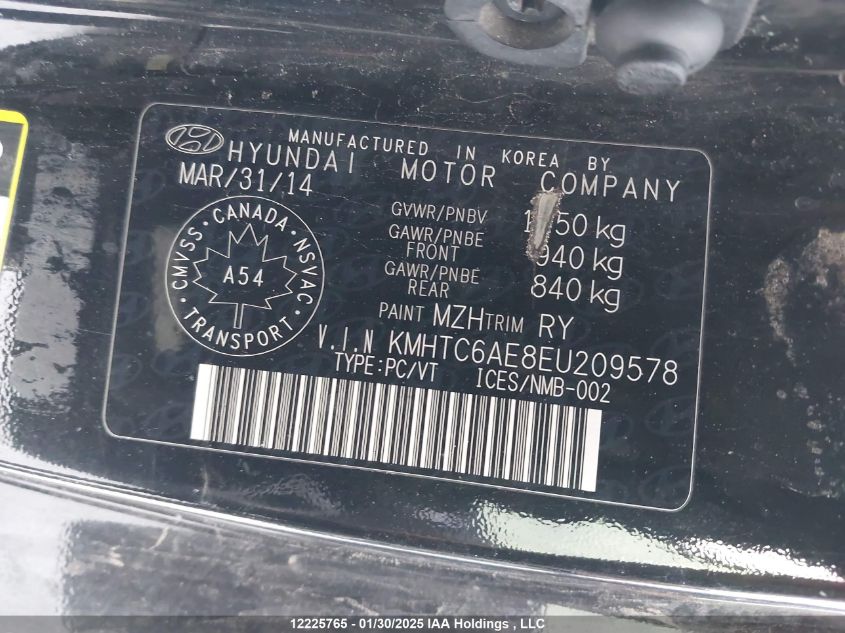 MANUFACTURED IN KOREA BY
HYUNDAI MOTOR COMPANY
MAR/31/14
CMVSS · CANADA · NSVAC · TRANSPORT ·
A54
GVWR/PNBV 50 kg
GAWR/PNBE FRONT 940 kg
GAWR/PNBE REAR 840 kg
PAINT MZH TRIM RY
V.I.N KMHTC6AE8EU209578
TYPE:PC/VT ICES/NMB-002
12225765 - 01/30/2025 IAA Holdings , LLC